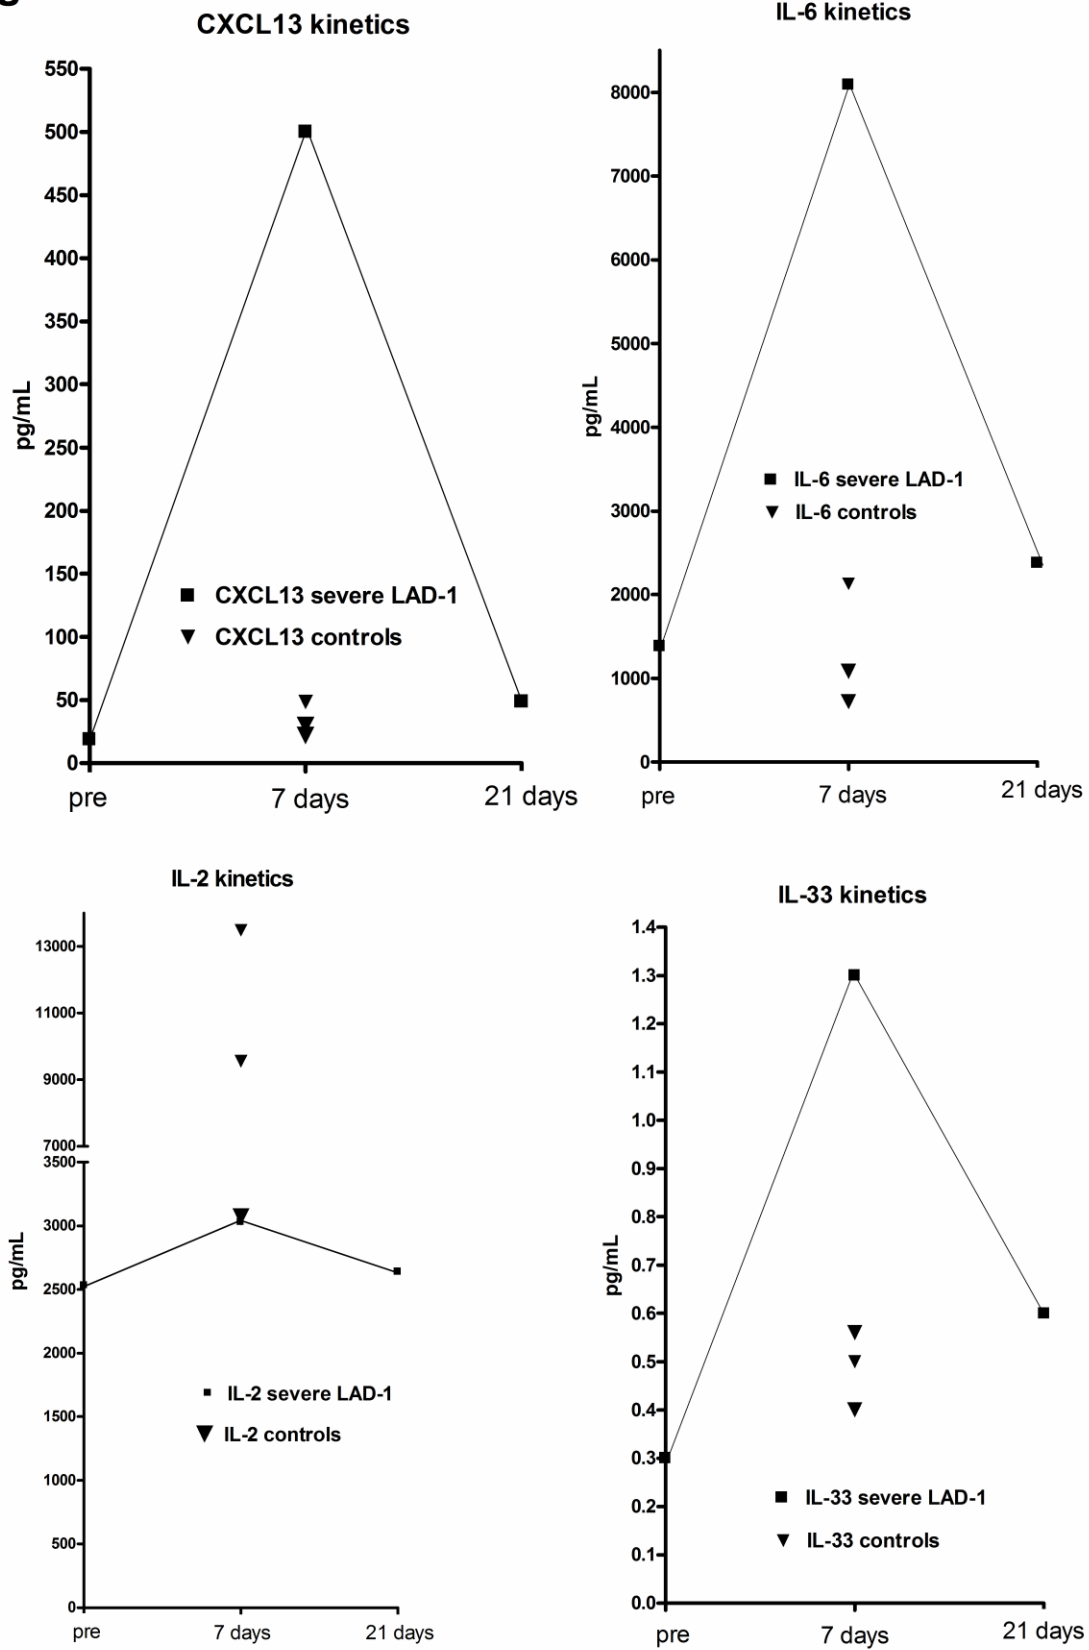 CXCL13 kinetics
550
500
450
400
350
300
250
200
150
100
50
0
pg/mL
CXCL13 severe LAD-1
CXCL13 controls
pre
7 days
21 days
IL-6 kinetics
8000
7000
6000
5000
4000
3000
2000
1000
0
pg/mL
IL-6 severe LAD-1
IL-6 controls
pre
7 days
21 days
IL-2 kinetics
13000
11000
9000
7000
3500
3000
2500
2000
1500
1000
500
0
pg/mL
IL-2 severe LAD-1
IL-2 controls
pre
7 days
21 days
IL-33 kinetics
1.4
1.3
1.2
1.1
1.0
0.9
0.8
0.7
0.6
0.5
0.4
0.3
0.2
0.1
0.0
pg/mL
IL-33 severe LAD-1
IL-33 controls
pre
7 days
21 days